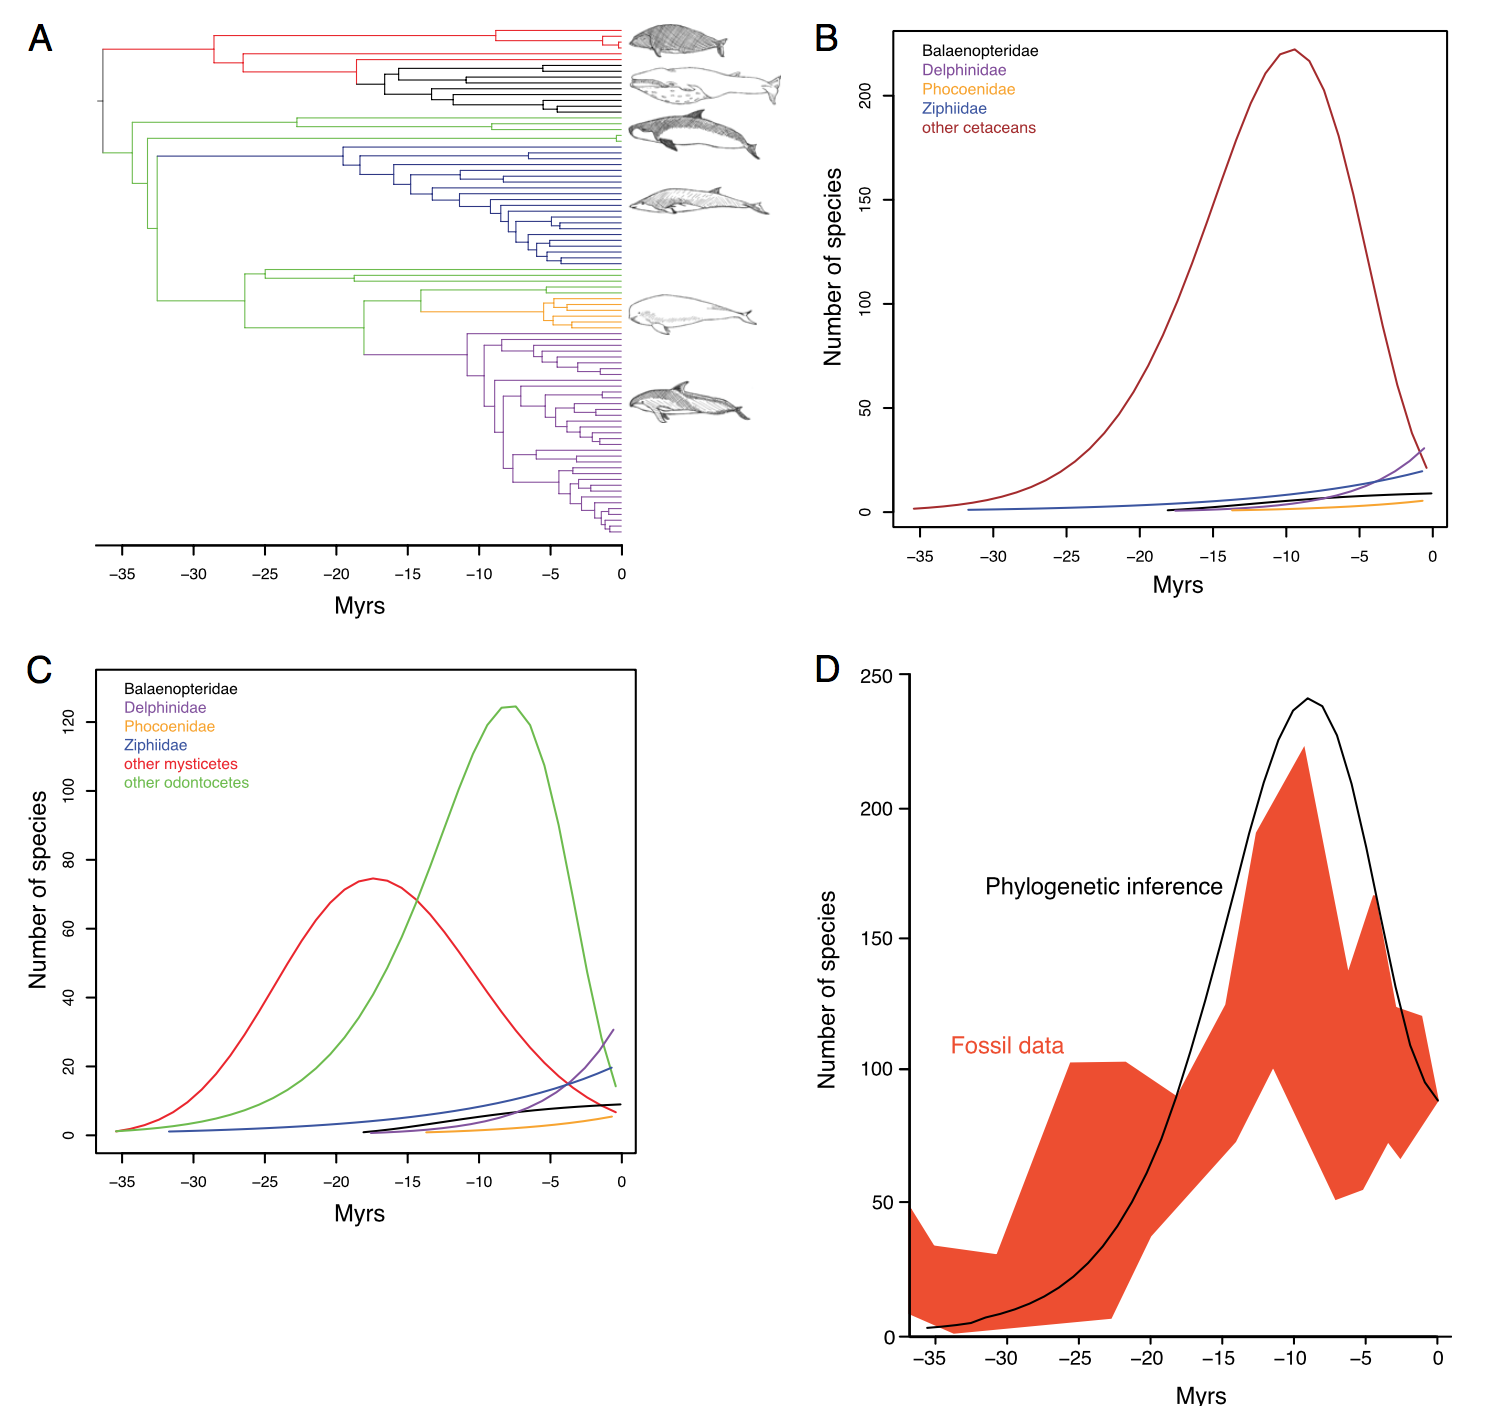 A
−35 −30 −25 −20 −15 −10 −5 0
Myrs
B
Balaenopteridae
Delphinidae
Phocoenidae
Ziphiidae
other cetaceans
Number of species
0 50 100 150 200
−35 −30 −25 −20 −15 −10 −5 0
Myrs
C
Balaenopteridae
Delphinidae
Phocoenidae
Ziphiidae
other mysticetes
other odontocetes
Number of species
0 20 40 60 80 100 120
−35 −30 −25 −20 −15 −10 −5 0
Myrs
D
250
200
150
100
50
0
Number of species
Phylogenetic inference
Fossil data
−35 −30 −25 −20 −15 −10 −5 0
Myrs